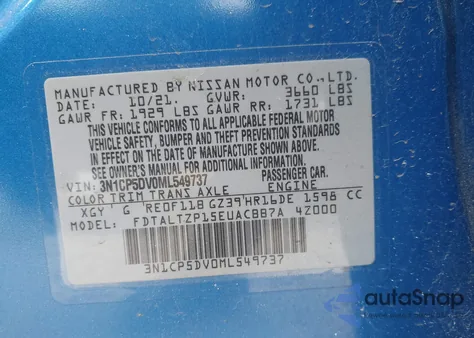 MANUFACTURED BY NISSAN MOTOR CO.,LTD.
DATE: 10/21. GVWR: 3660 LBS
GAWR FR: 1929 LBS GAWR RR: 1731 LBS
THIS VEHICLE CONFORMS TO ALL APPLICABLE FEDERAL MOTOR
VEHICLE SAFETY, BUMPER AND THEFT PREVENTION STANDARDS
IN EFFECT ON THE DATE OF MANUFACTURE SHOWN ABOVE. SEE
OWNER'S MANUAL FOR ADDITIONAL INFORMATION.
VIN: 3N1CP5DV0ML549737 PASSENGER CAR.
COLOR TRIM TRANS AXLE ENGINE
XGY G RE0F11B GZ39 HR16DE 1598 CC
MODEL: FDTALTZP15EUACBB7A 4Z000
3N1CP5DV0ML549737
autaSnap